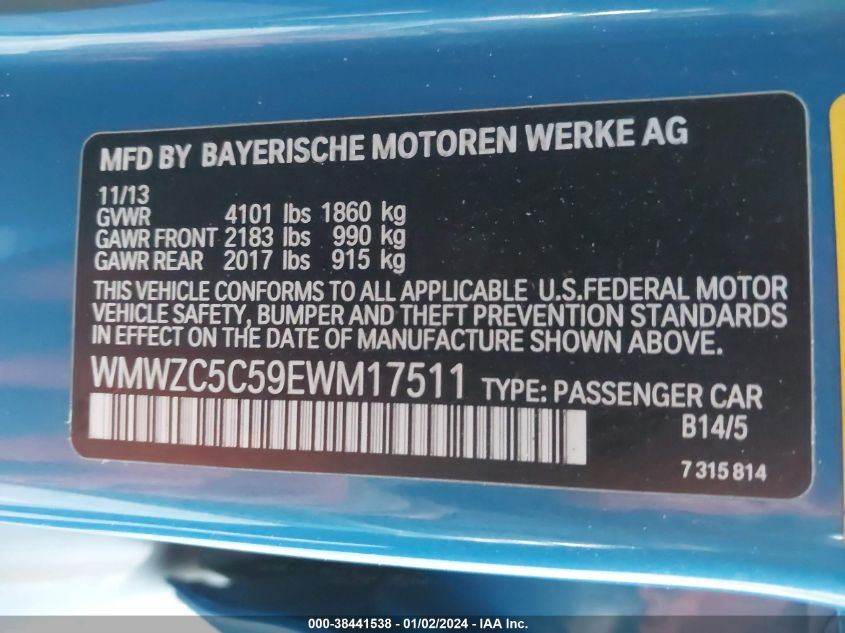 MFD BY BAYERISCHE MOTOREN WERKE AG
11/13
GVWR 4101 lbs 1860 kg
GAWR FRONT 2183 lbs 990 kg
GAWR REAR 2017 lbs 915 kg
THIS VEHICLE CONFORMS TO ALL APPLICABLE U.S.FEDERAL MOTOR
VEHICLE SAFETY, BUMPER AND THEFT PREVENTION STANDARDS
IN EFFECT ON THE DATE OF MANUFACTURE SHOWN ABOVE.
WMWZC5C59EWM17511 TYPE: PASSENGER CAR
B14/5
7 315 814
000-38441538 - 01/02/2024 - IAA Inc.